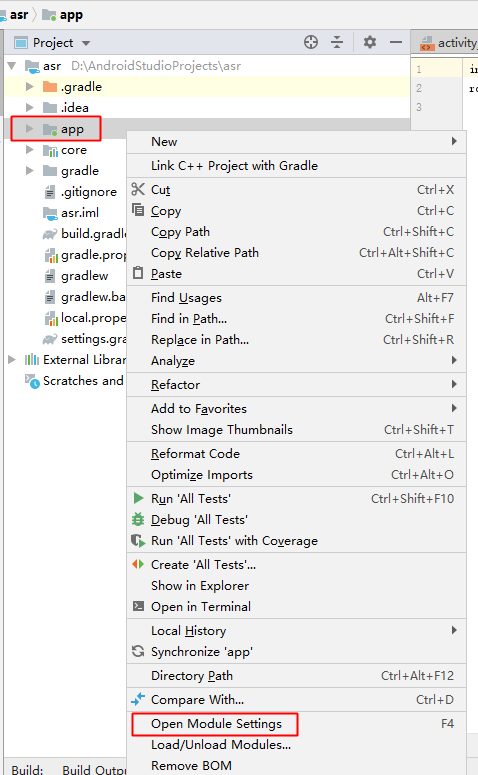 asr app
Project
activity_
asr D:\AndroidStudioProjects\asr
1
in
.gradle
2
ro
.idea
3
app
core
gradle
.gitignore
asr.iml
build.gradle
gradle.prop
gradlew
gradlew.ba
local.prope
settings.gra
External Librar
Scratches and
New
Link C++ Project with Gradle
Cut Ctrl+X
Copy Ctrl+C
Copy Path Ctrl+Shift+C
Copy Relative Path Ctrl+Alt+Shift+C
Paste Ctrl+V
Find Usages Alt+F7
Find in Path... Ctrl+Shift+F
Replace in Path... Ctrl+Shift+R
Analyze
Refactor
Add to Favorites
Show Image Thumbnails Ctrl+Shift+T
Reformat Code Ctrl+Alt+L
Optimize Imports Ctrl+Alt+O
Run 'All Tests' Ctrl+Shift+F10
Debug 'All Tests'
Run 'All Tests' with Coverage
Create 'All Tests'...
Show in Explorer
Open in Terminal
Local History
Synchronize 'app'
Directory Path Ctrl+Alt+F12
Compare With... Ctrl+D
Open Module Settings F4
Load/Unload Modules...
Remove BOM
Build: Build Outpu